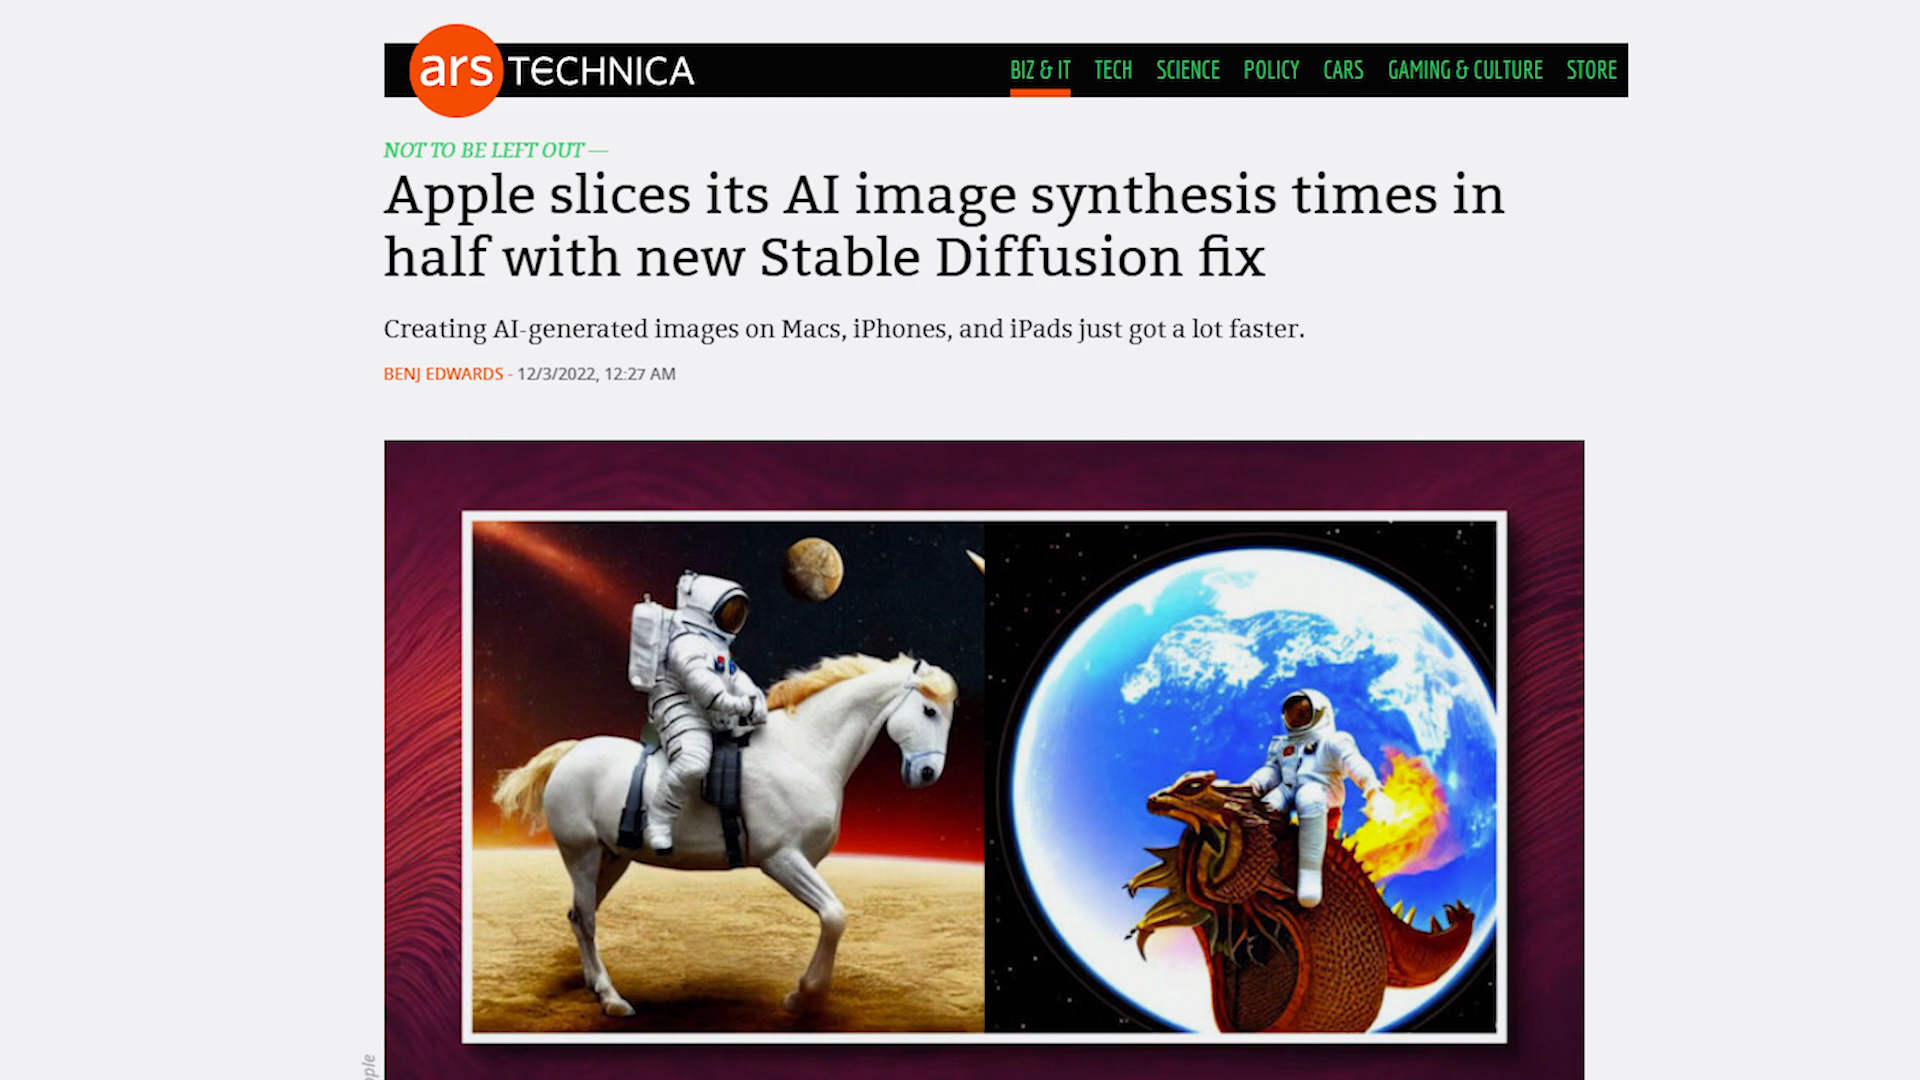 ars TECHNICA
BIZ & IT TECH SCIENCE POLICY CARS GAMING & CULTURE STORE
NOT TO BE LEFT OUT —
Apple slices its AI image synthesis times in
half with new Stable Diffusion fix
Creating AI-generated images on Macs, iPhones, and iPads just got a lot faster.
BENJ EDWARDS - 12/3/2022, 12:27 AM